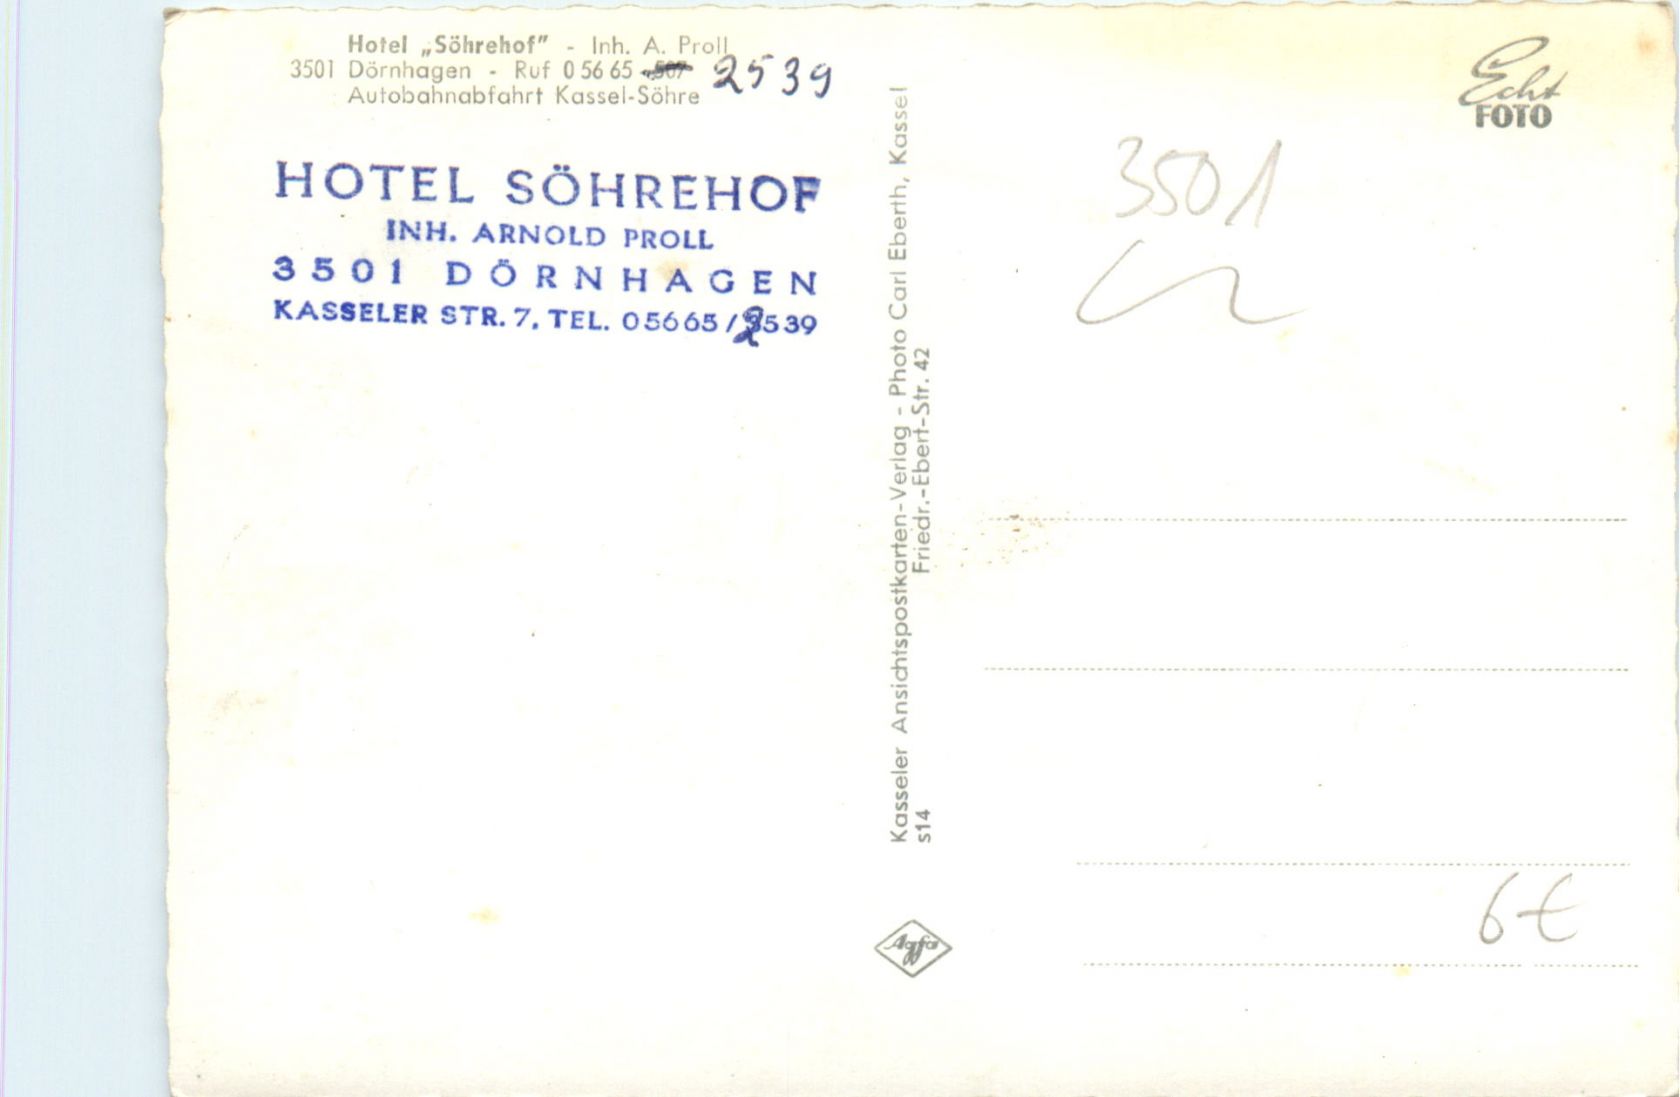 Hotel „Söhrehof" - Inh. A. Proll
3501 Dörnhagen - Ruf 0 56 65 - 507 2539
Autobahnabfahrt Kassel-Söhre
HOTEL SÖHREHOF
INH. ARNOLD PROLL
3501 DÖRNHAGEN
KASSELER STR. 7, TEL. 05665/2539
Kasseler Ansichtspostkarten-Verlag - Photo Carl Eberth, Kassel
Friedr.-Ebert-Str. 42
s14
Agfa
Echt
FOTO
3501
6€